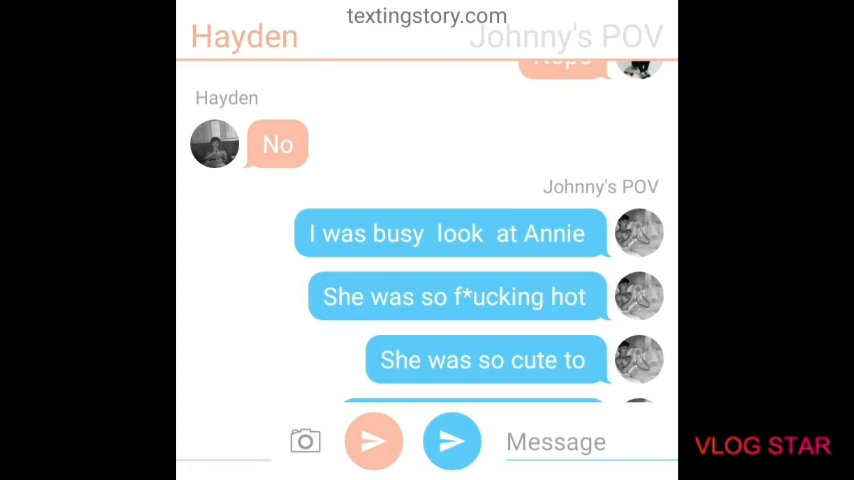 textingstory.com
Hayden
Johnny's POV
Nope
Hayden
No
Johnny's POV
I was busy look at Annie
She was so f*ucking hot
She was so cute to
Message
VLOG STAR